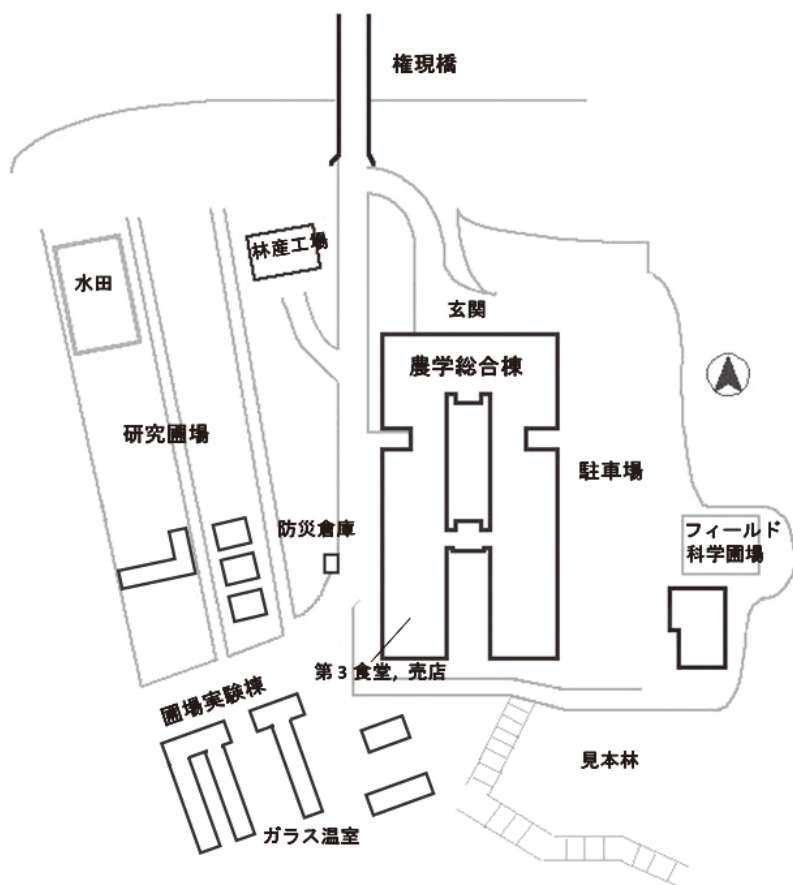 権現橋
林産工場
水田
玄関
農学総合棟
研究圃場
駐車場
防災倉庫
フィールド
科学圃場
第3食堂，売店
圃場実験棟
見本林
ガラス温室